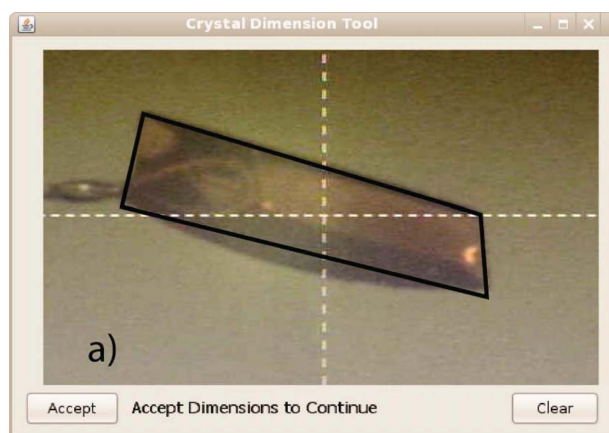 Crystal Dimension Tool
a)
Accept Accept Dimensions to Continue Clear